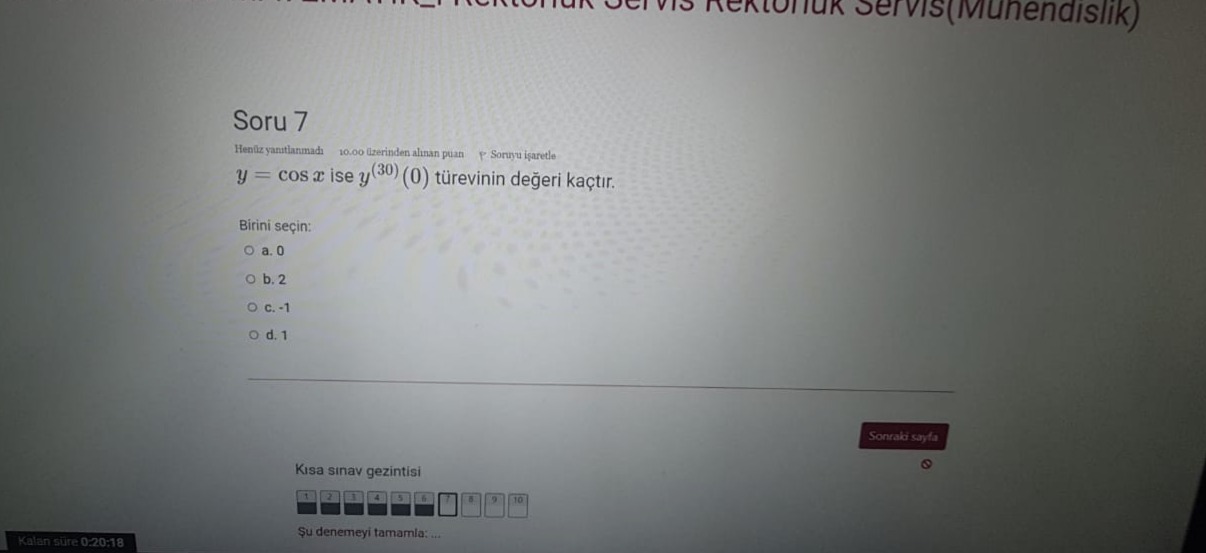 Servis Rektörlük Servis(Mühendislik)
Soru 7
Henüz yanıtlanmadı 10.00 üzerinden alınan puan Soruyu işaretle
y = cos x ise y^(30)(0) türevinin değeri kaçtır.
Birini seçin:
a. 0
b. 2
c. -1
d. 1
Sonraki sayfa
Kısa sınav gezintisi
1 2 3 4 5 6 7 8 9 10
Şu denemeyi tamamla: ...
Kalan süre 0:20:18